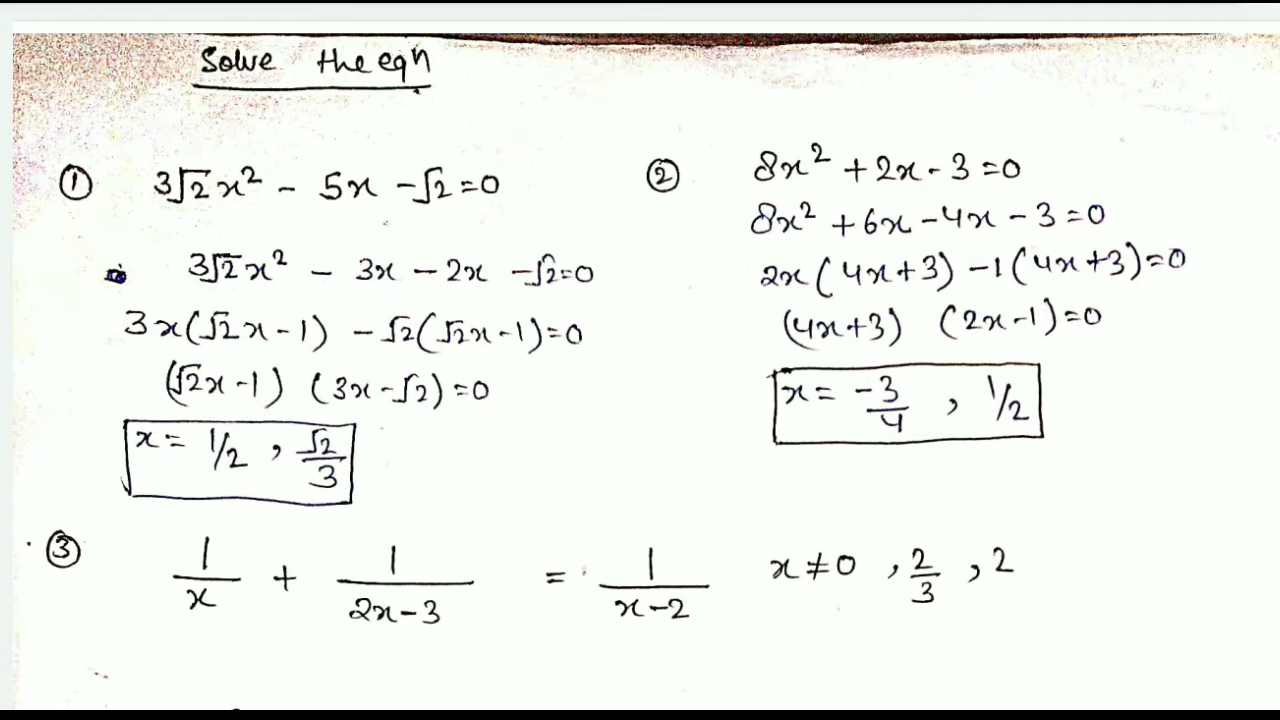 Solve the eqn
① 3√2x² - 5x - √2 = 0
3√2x² - 3x - 2x - √2 = 0
3x(√2x - 1) - √2(√2x - 1) = 0
(√2x - 1) (3x - √2) = 0
x = 1/2 , √2/3
② 8x² + 2x - 3 = 0
8x² + 6x - 4x - 3 = 0
2x(4x + 3) - 1(4x + 3) = 0
(4x + 3) (2x - 1) = 0
x = -3/4 , 1/2
③ 1/x + 1/(2x - 3) = 1/(x - 2) x ≠ 0 , 2/3 , 2